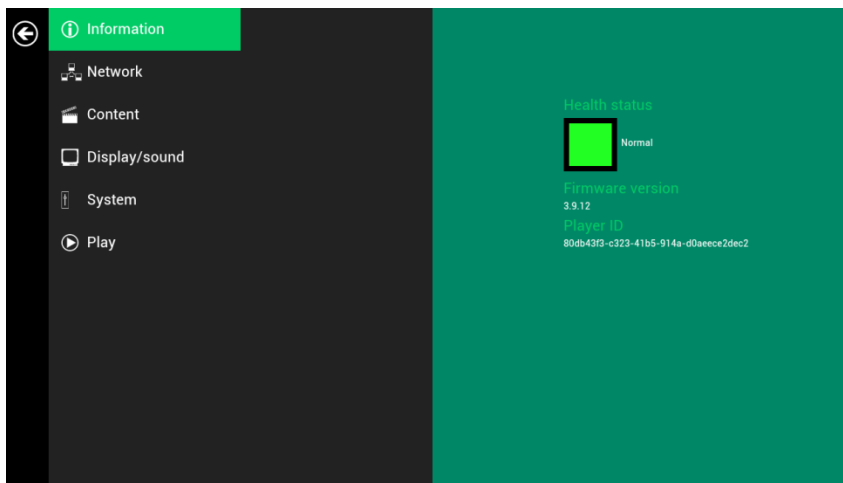 Information
Network
Content
Display/sound
System
Play
Health status
Normal
Firmware version
3.9.12
Player ID
80db43f3-c323-41b5-914a-d0aeece2dec2